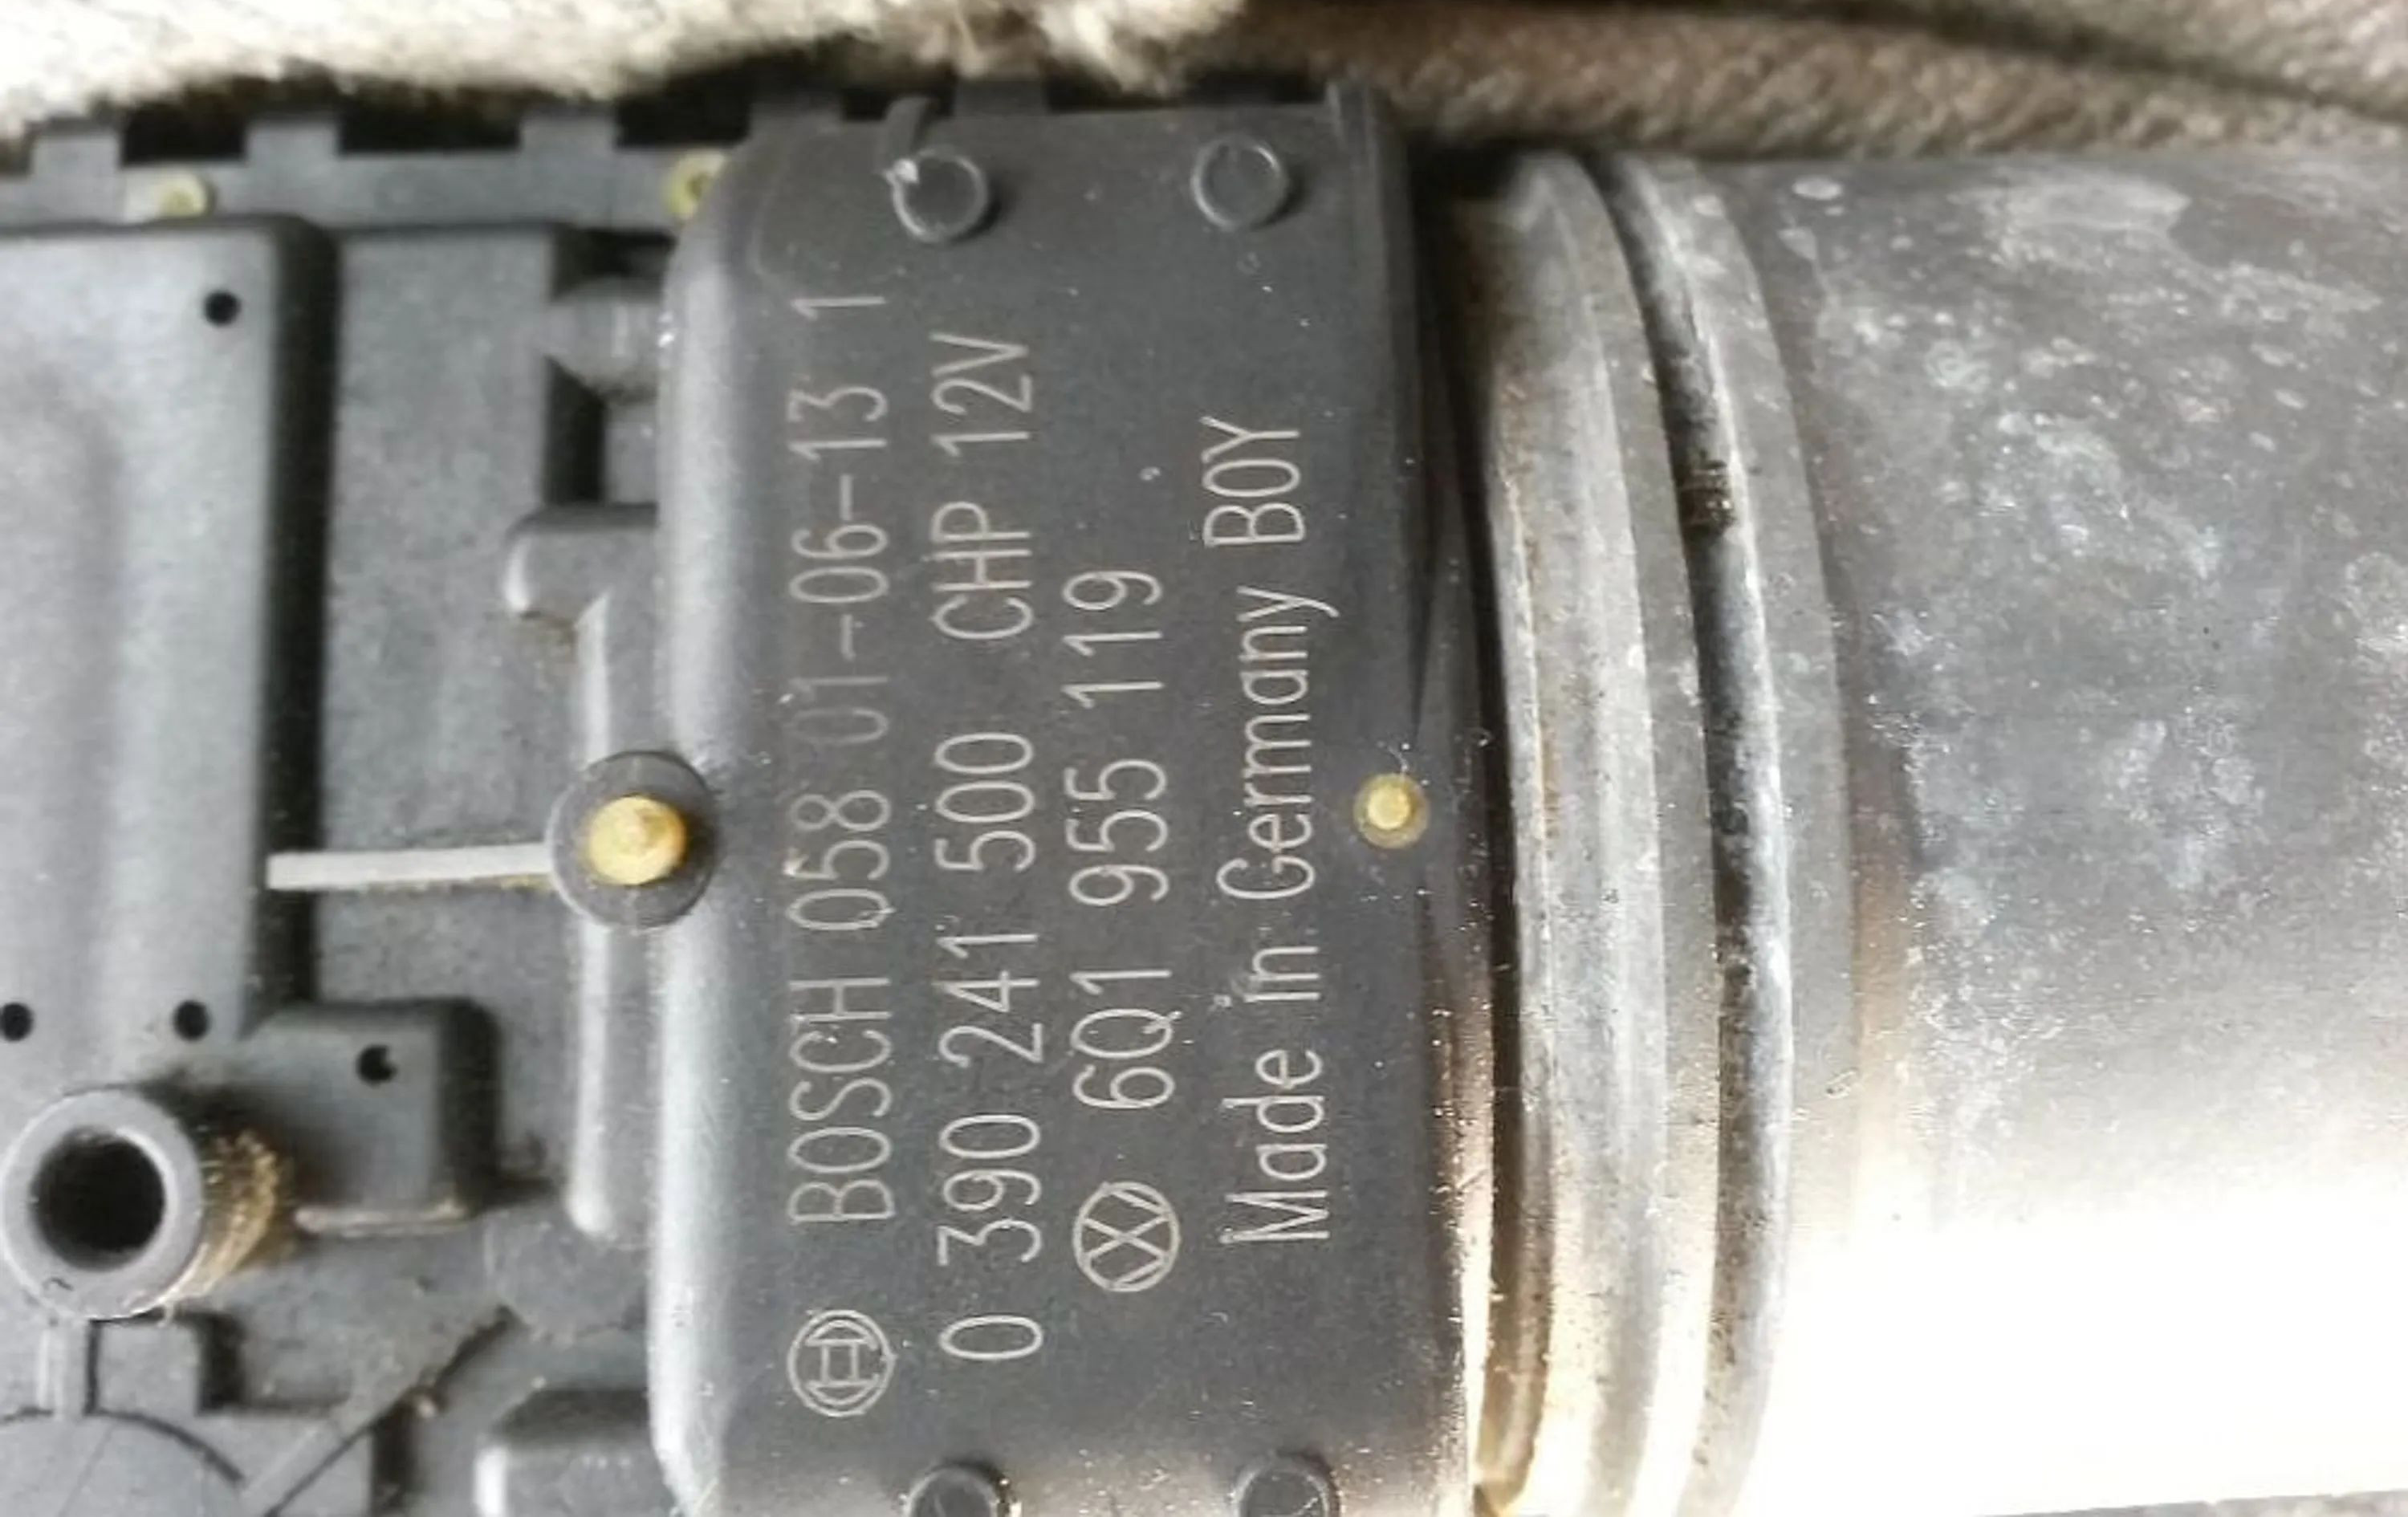 BOSCH 058 01-06-13 1
0 390 241 500 CHP 12V
6Q1 955 119
Made in Germany BOY